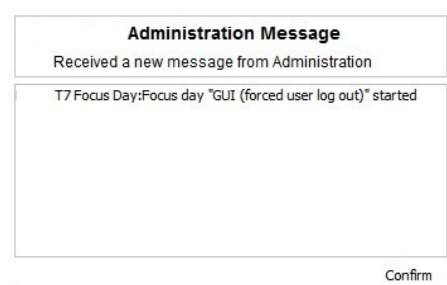 Administration Message
Received a new message from Administration
T7 Focus Day:Focus day "GUI (forced user log out)" started
Confirm